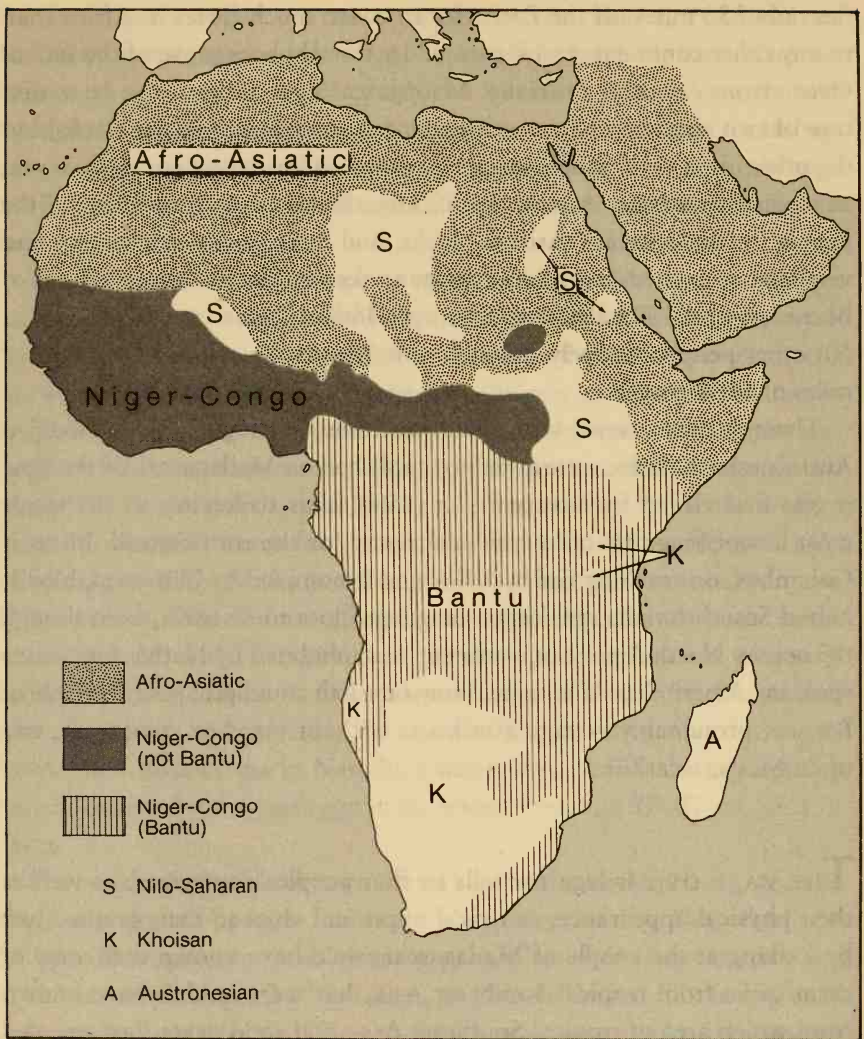 Afro-Asiatic
S
S
S
Niger-Congo
S
K
Bantu
K
A
K
Afro-Asiatic
Niger-Congo
(not Bantu)
Niger-Congo
(Bantu)
S Nilo-Saharan
K Khoisan
A Austronesian